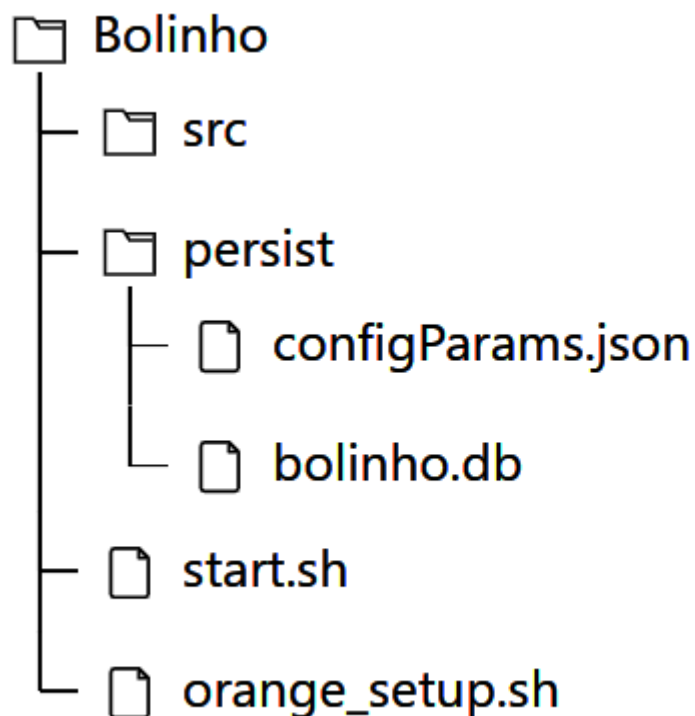 Bolinho
src
persist
configParams.json
bolinho.db
start.sh
orange_setup.sh